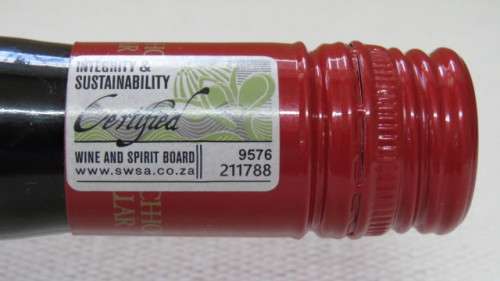 INTEGRITY &
SUSTAINABILITY
Certified
WINE AND SPIRIT BOARD
www.swsa.co.za
9576
211788